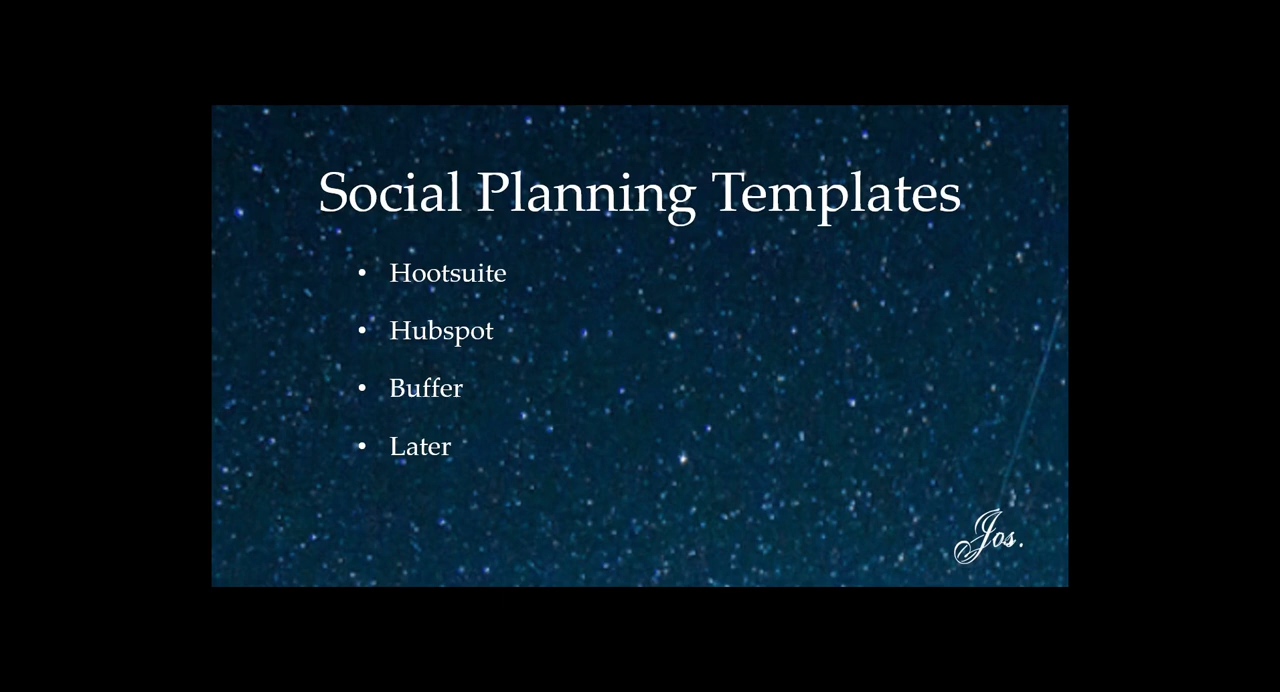 Social Planning Templates
• Hootsuite
• Hubspot
• Buffer
• Later
Jos.